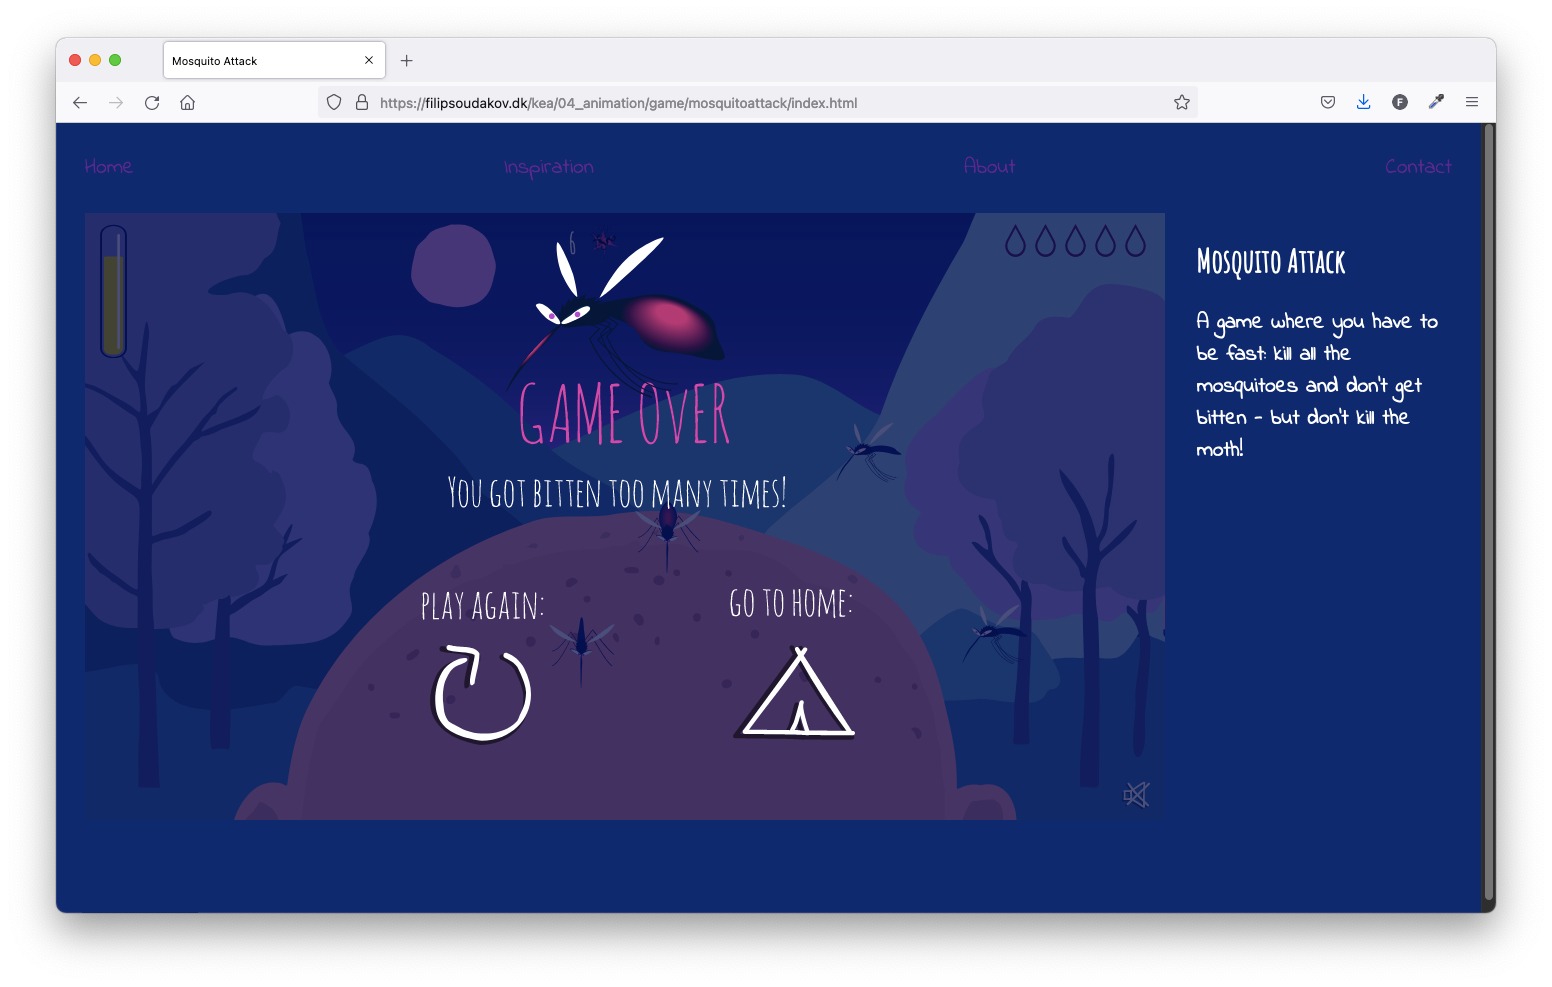 Mosquito Attack
https://filipsoudakov.dk/kea/04_animation/game/mosquitoattack/index.html
F
Home
Inspiration
About
Contact
6
GAME OVER
YOU GOT BITTEN TOO MANY TIMES!
PLAY AGAIN:
GO TO HOME:
MOSQUITO ATTACK
A game where you have to
be fast: kill all the
mosquitoes and don't get
bitten - but don't kill the
moth!